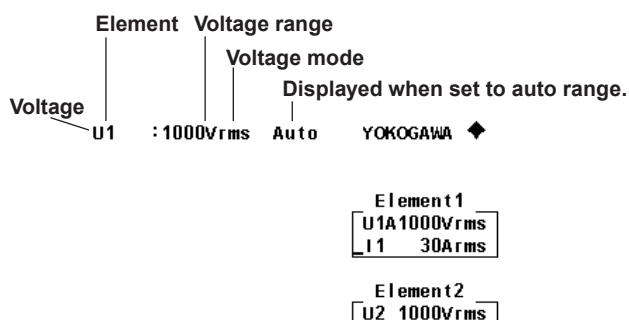 Element Voltage range
Voltage mode
Displayed when set to auto range.
Voltage
U1 :1000Vrms Auto YOKOGAWA ◆
Element1
U1A1000Vrms
I1 30Arms
Element2
U2 1000Vrms